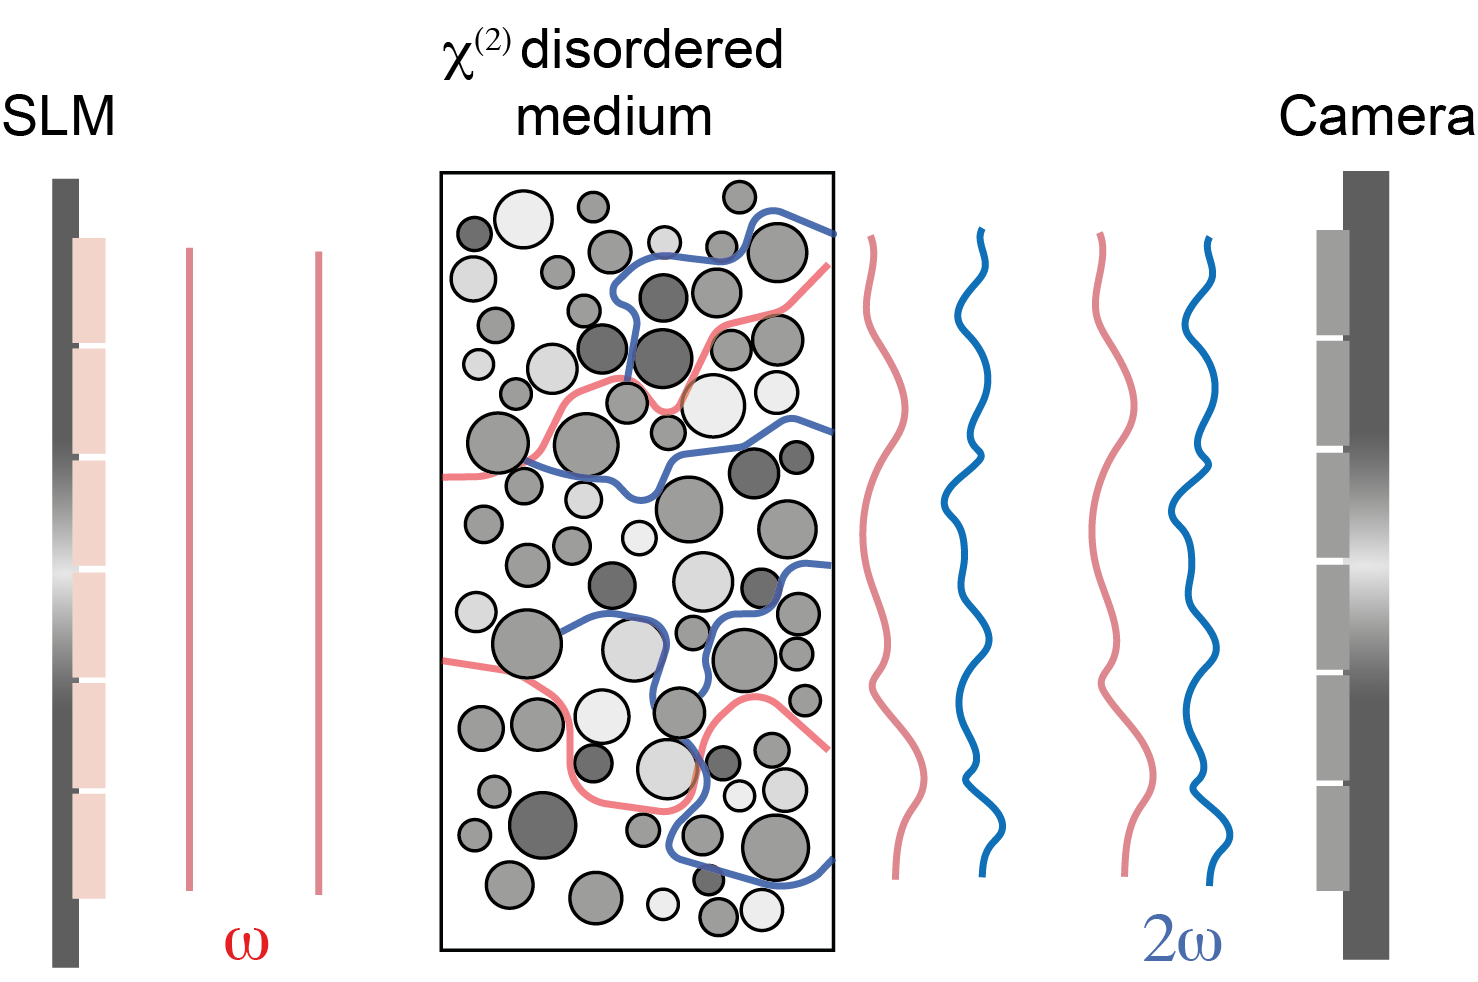 χ(2) disordered
medium
SLM
Camera
ω
2ω